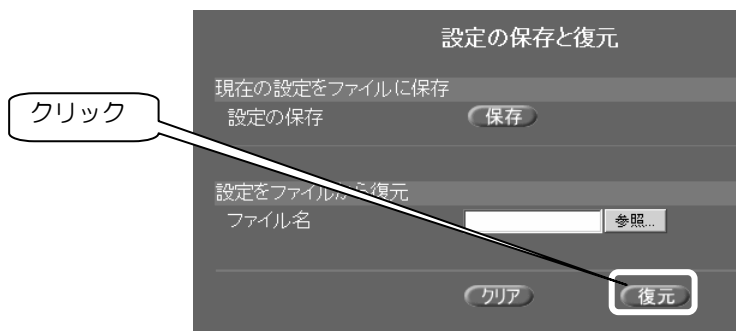 設定の保存と復元
現在の設定をファイルに保存
クリック
設定の保存 保存
設定をファイルから復元
ファイル名 参照...
クリア 復元